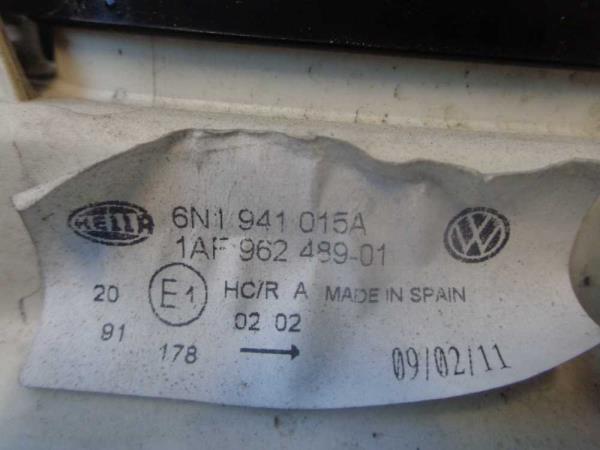 HELLA 6N1 941 015A
1AF 962 489-01
20 E1 HC/R A MADE IN SPAIN
91 02 02
178 → 09/02/11